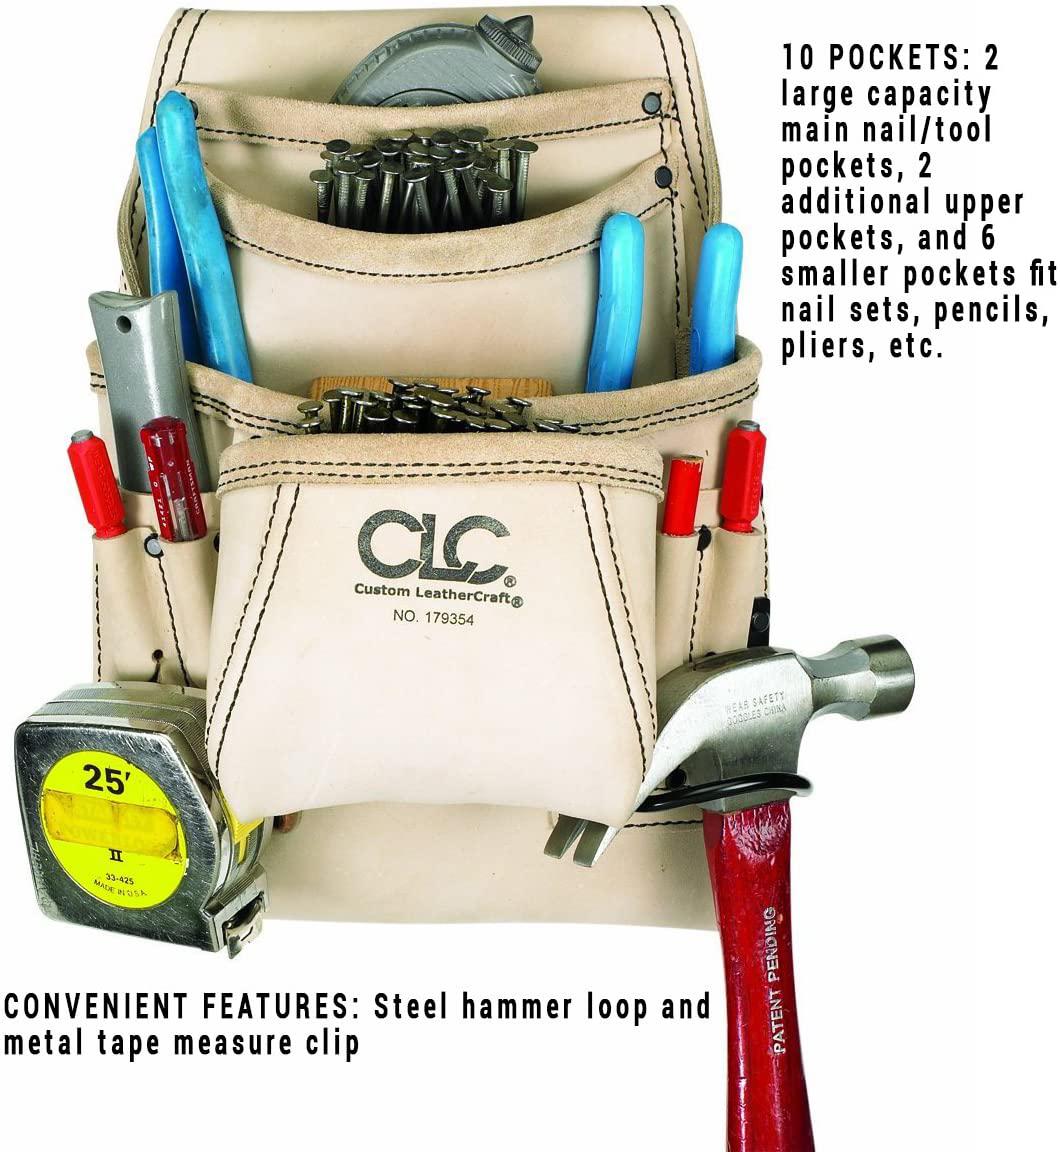 10 POCKETS: 2
large capacity
main nail/tool
pockets, 2
additional upper
pockets, and 6
smaller pockets fit
nail sets, pencils,
pliers, etc.
CLC®
Custom LeatherCraft®
NO. 179354
WEAR SAFETY
GOGGLES CHINA
25'
II
33-425
MADE IN U.S.A.
CRAFTSMAN
PATENT PENDING
CONVENIENT FEATURES: Steel hammer loop and
metal tape measure clip